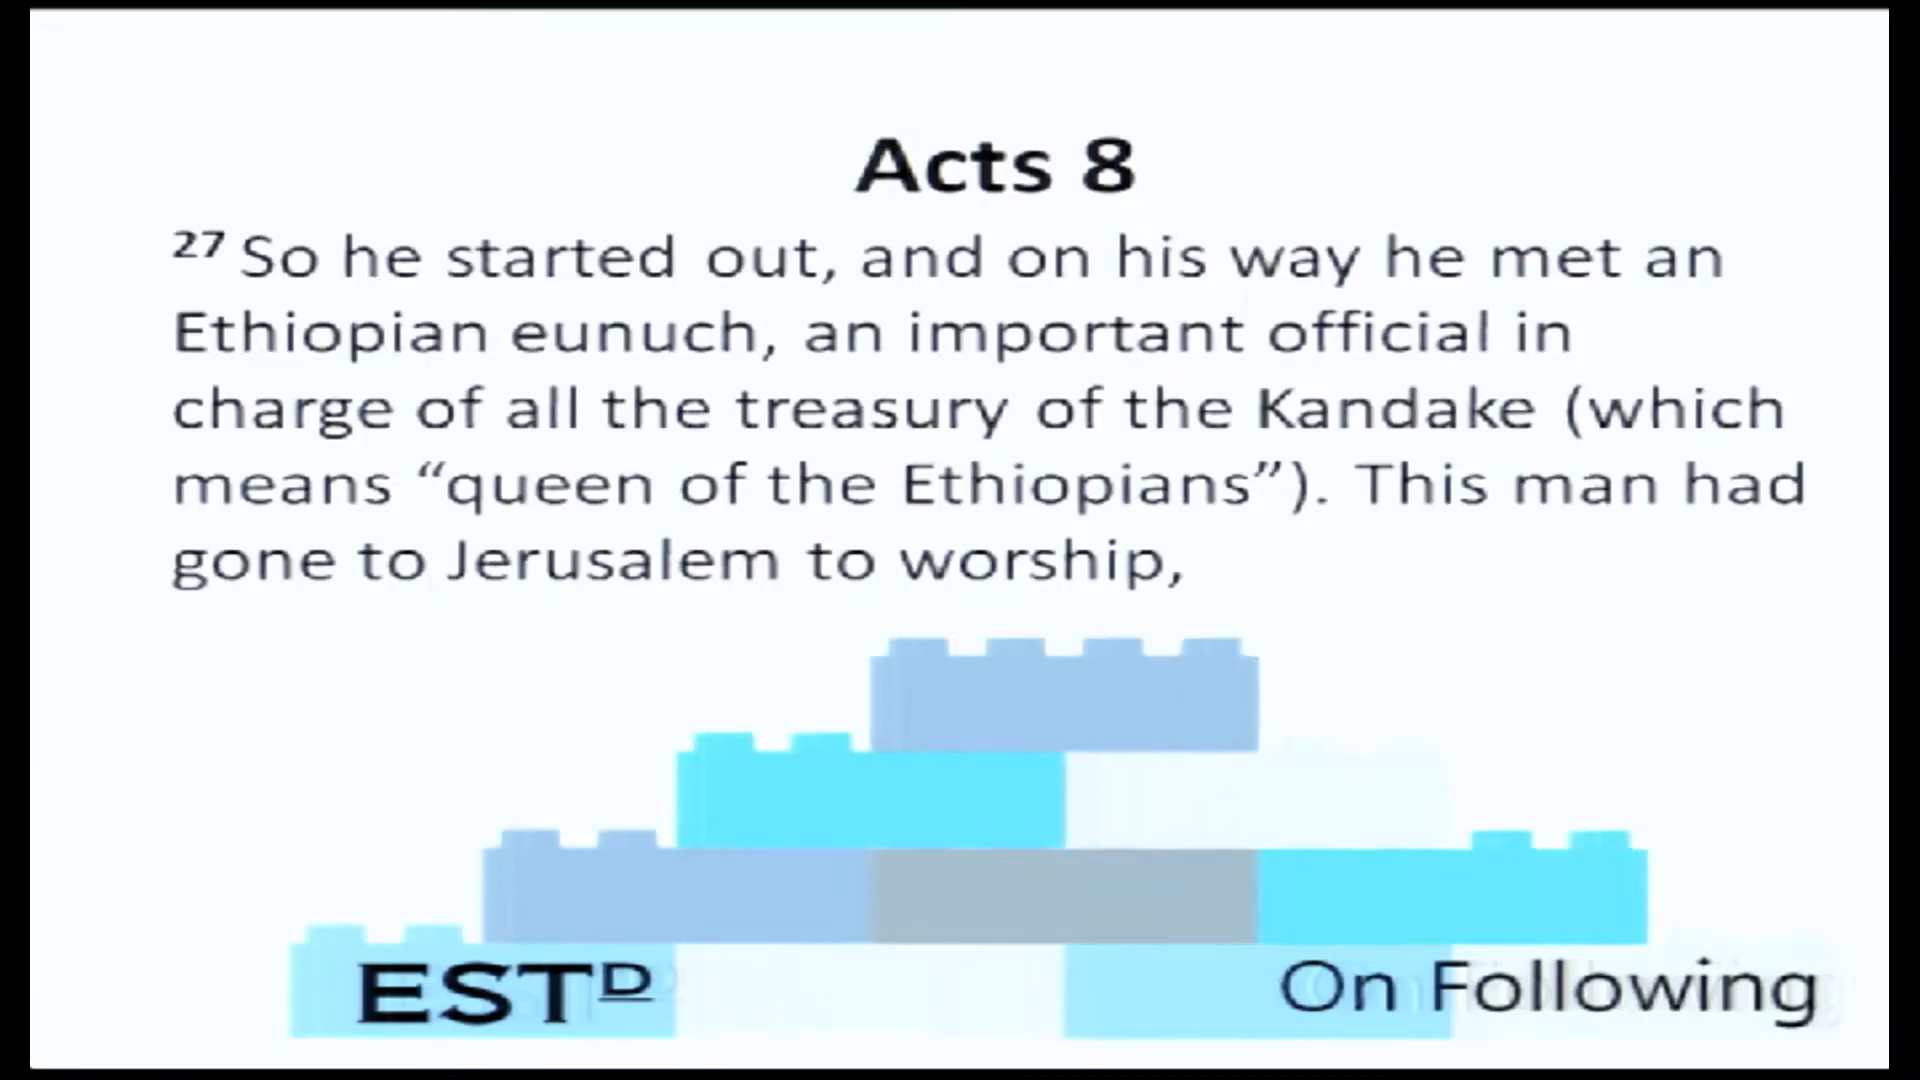 Acts 8
27 So he started out, and on his way he met an
Ethiopian eunuch, an important official in
charge of all the treasury of the Kandake (which
means “queen of the Ethiopians”). This man had
gone to Jerusalem to worship,
ESTD
On Following